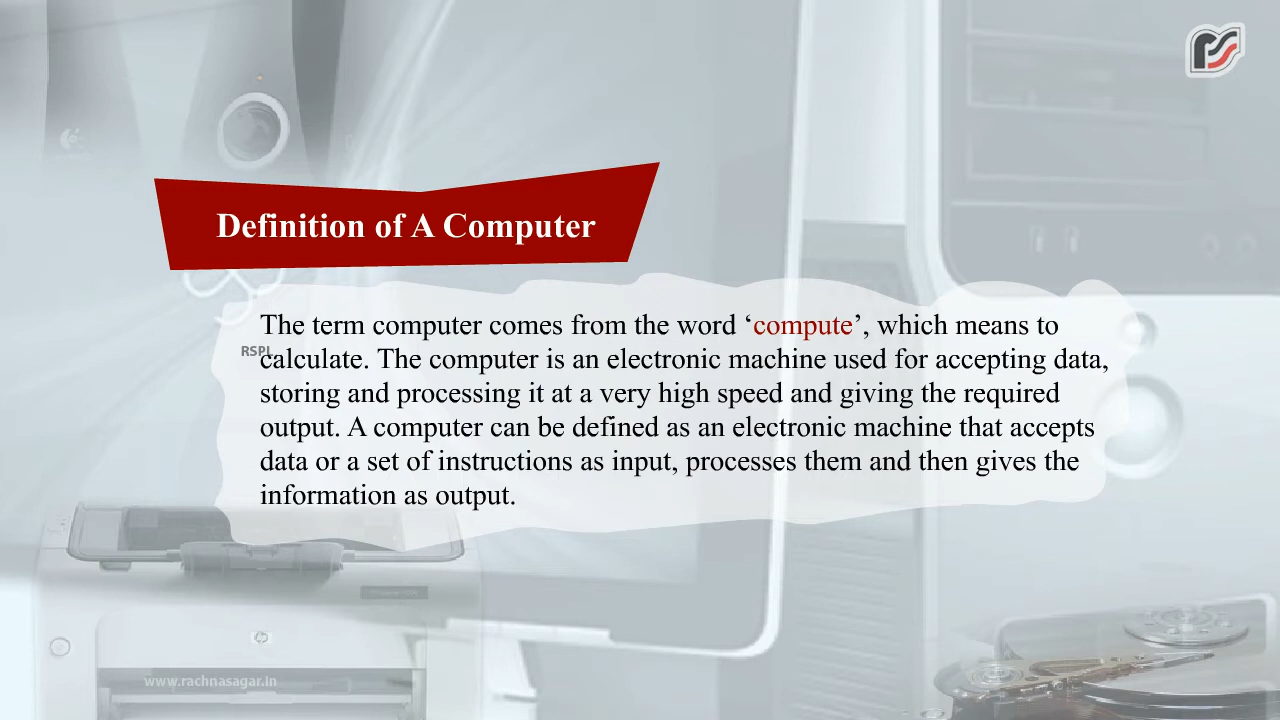 Definition of A Computer
The term computer comes from the word ‘compute’, which means to
RSPL
calculate. The computer is an electronic machine used for accepting data,
storing and processing it at a very high speed and giving the required
output. A computer can be defined as an electronic machine that accepts
data or a set of instructions as input, processes them and then gives the
information as output.
hp
www.rachnasagar.in